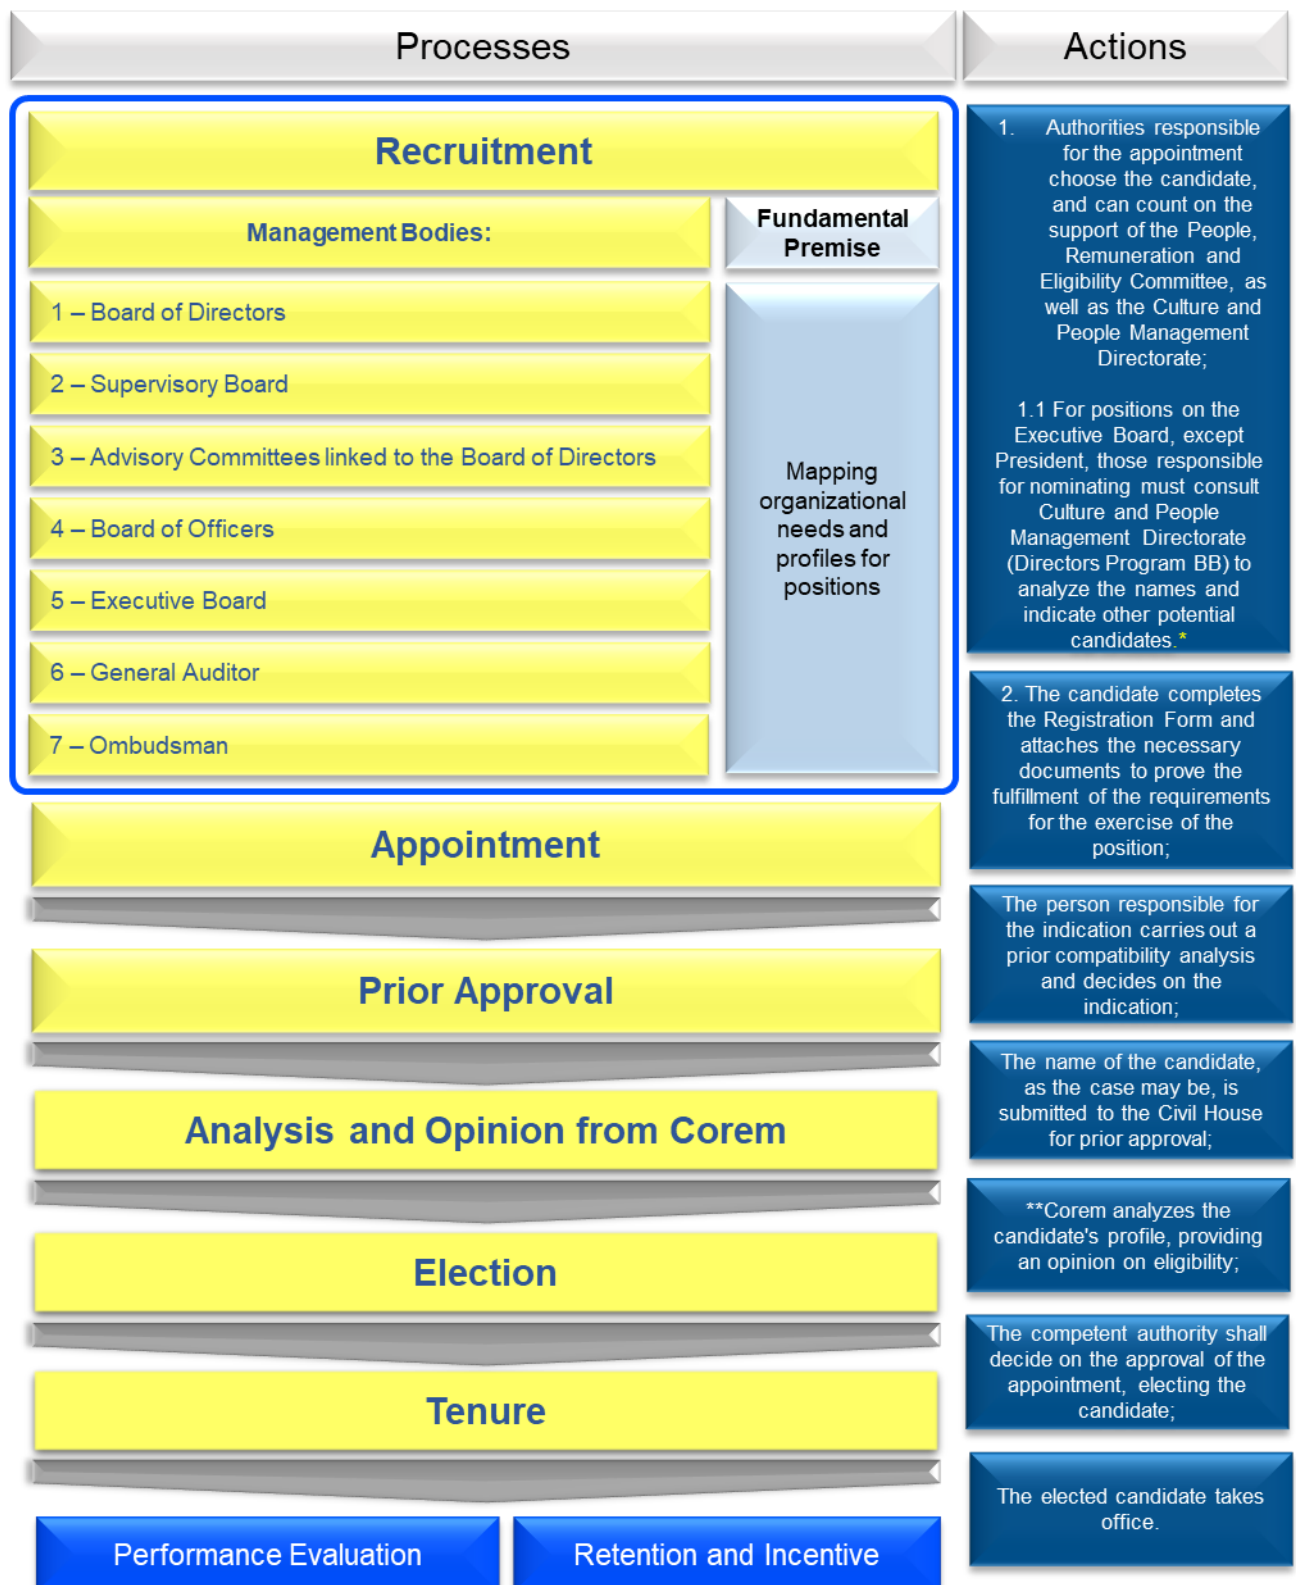 Processes
Actions
Recruitment
Management Bodies:
Fundamental
Premise
1 – Board of Directors
2 – Supervisory Board
3 – Advisory Committees linked to the Board of Directors
4 – Board of Officers
5 – Executive Board
6 – General Auditor
7 – Ombudsman
Mapping
organizational
needs and
profiles for
positions
Appointment
Prior Approval
Analysis and Opinion from Corem
Election
Tenure
Performance Evaluation
Retention and Incentive
1. Authorities responsible
for the appointment
choose the candidate,
and can count on the
support of the People,
Remuneration and
Eligibility Committee, as
well as the Culture and
People Management
Directorate;
1.1 For positions on the
Executive Board, except
President, those responsible
for nominating must consult
Culture and People
Management Directorate
(Directors Program BB) to
analyze the names and
indicate other potential
candidates.*
2. The candidate completes
the Registration Form and
attaches the necessary
documents to prove the
fulfillment of the requirements
for the exercise of the
position;
The person responsible for
the indication carries out a
prior compatibility analysis
and decides on the
indication;
The name of the candidate,
as the case may be, is
submitted to the Civil House
for prior approval;
**Corem analyzes the
candidate's profile, providing
an opinion on eligibility;
The competent authority shall
decide on the approval of the
appointment, electing the
candidate;
The elected candidate takes
office.